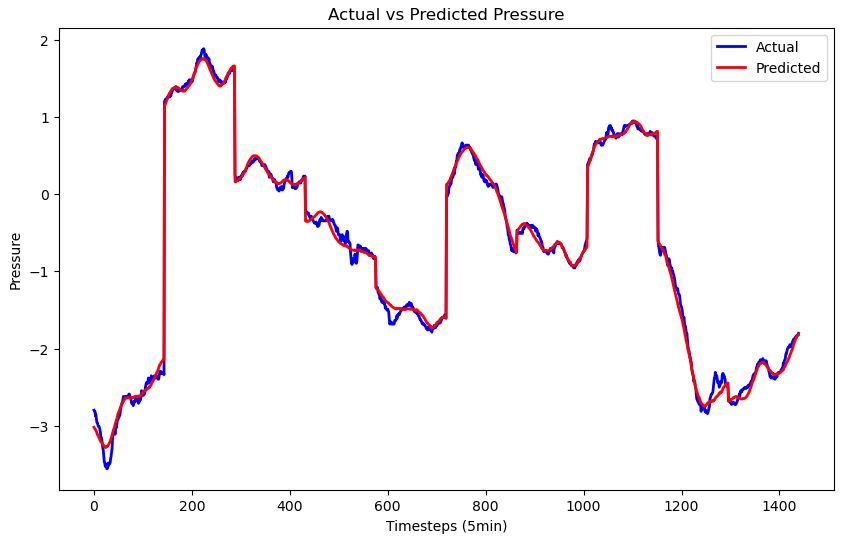 Actual vs Predicted Pressure
Actual
Predicted
2
1
0
−1
−2
−3
Pressure
0
200
400
600
800
1000
1200
1400
Timesteps (5min)